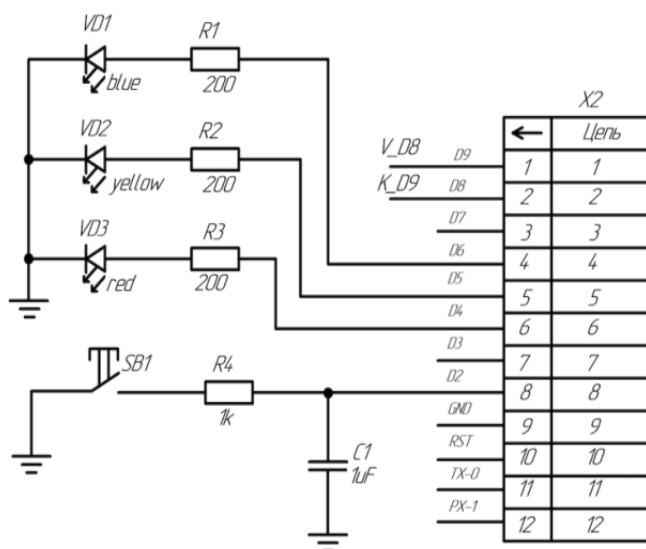 VD1
R1
blue
200
VD2
R2
yellow
200
VD3
R3
red
200
SB1
R4
1k
C1
1uF
X2
← Цепь
V_D8 D9 1 1
K_D9 D8 2 2
D7 3 3
D6 4 4
D5 5 5
D4 6 6
D3 7 7
D2 8 8
GND 9 9
RST 10 10
TX-0 11 11
PX-1 12 12